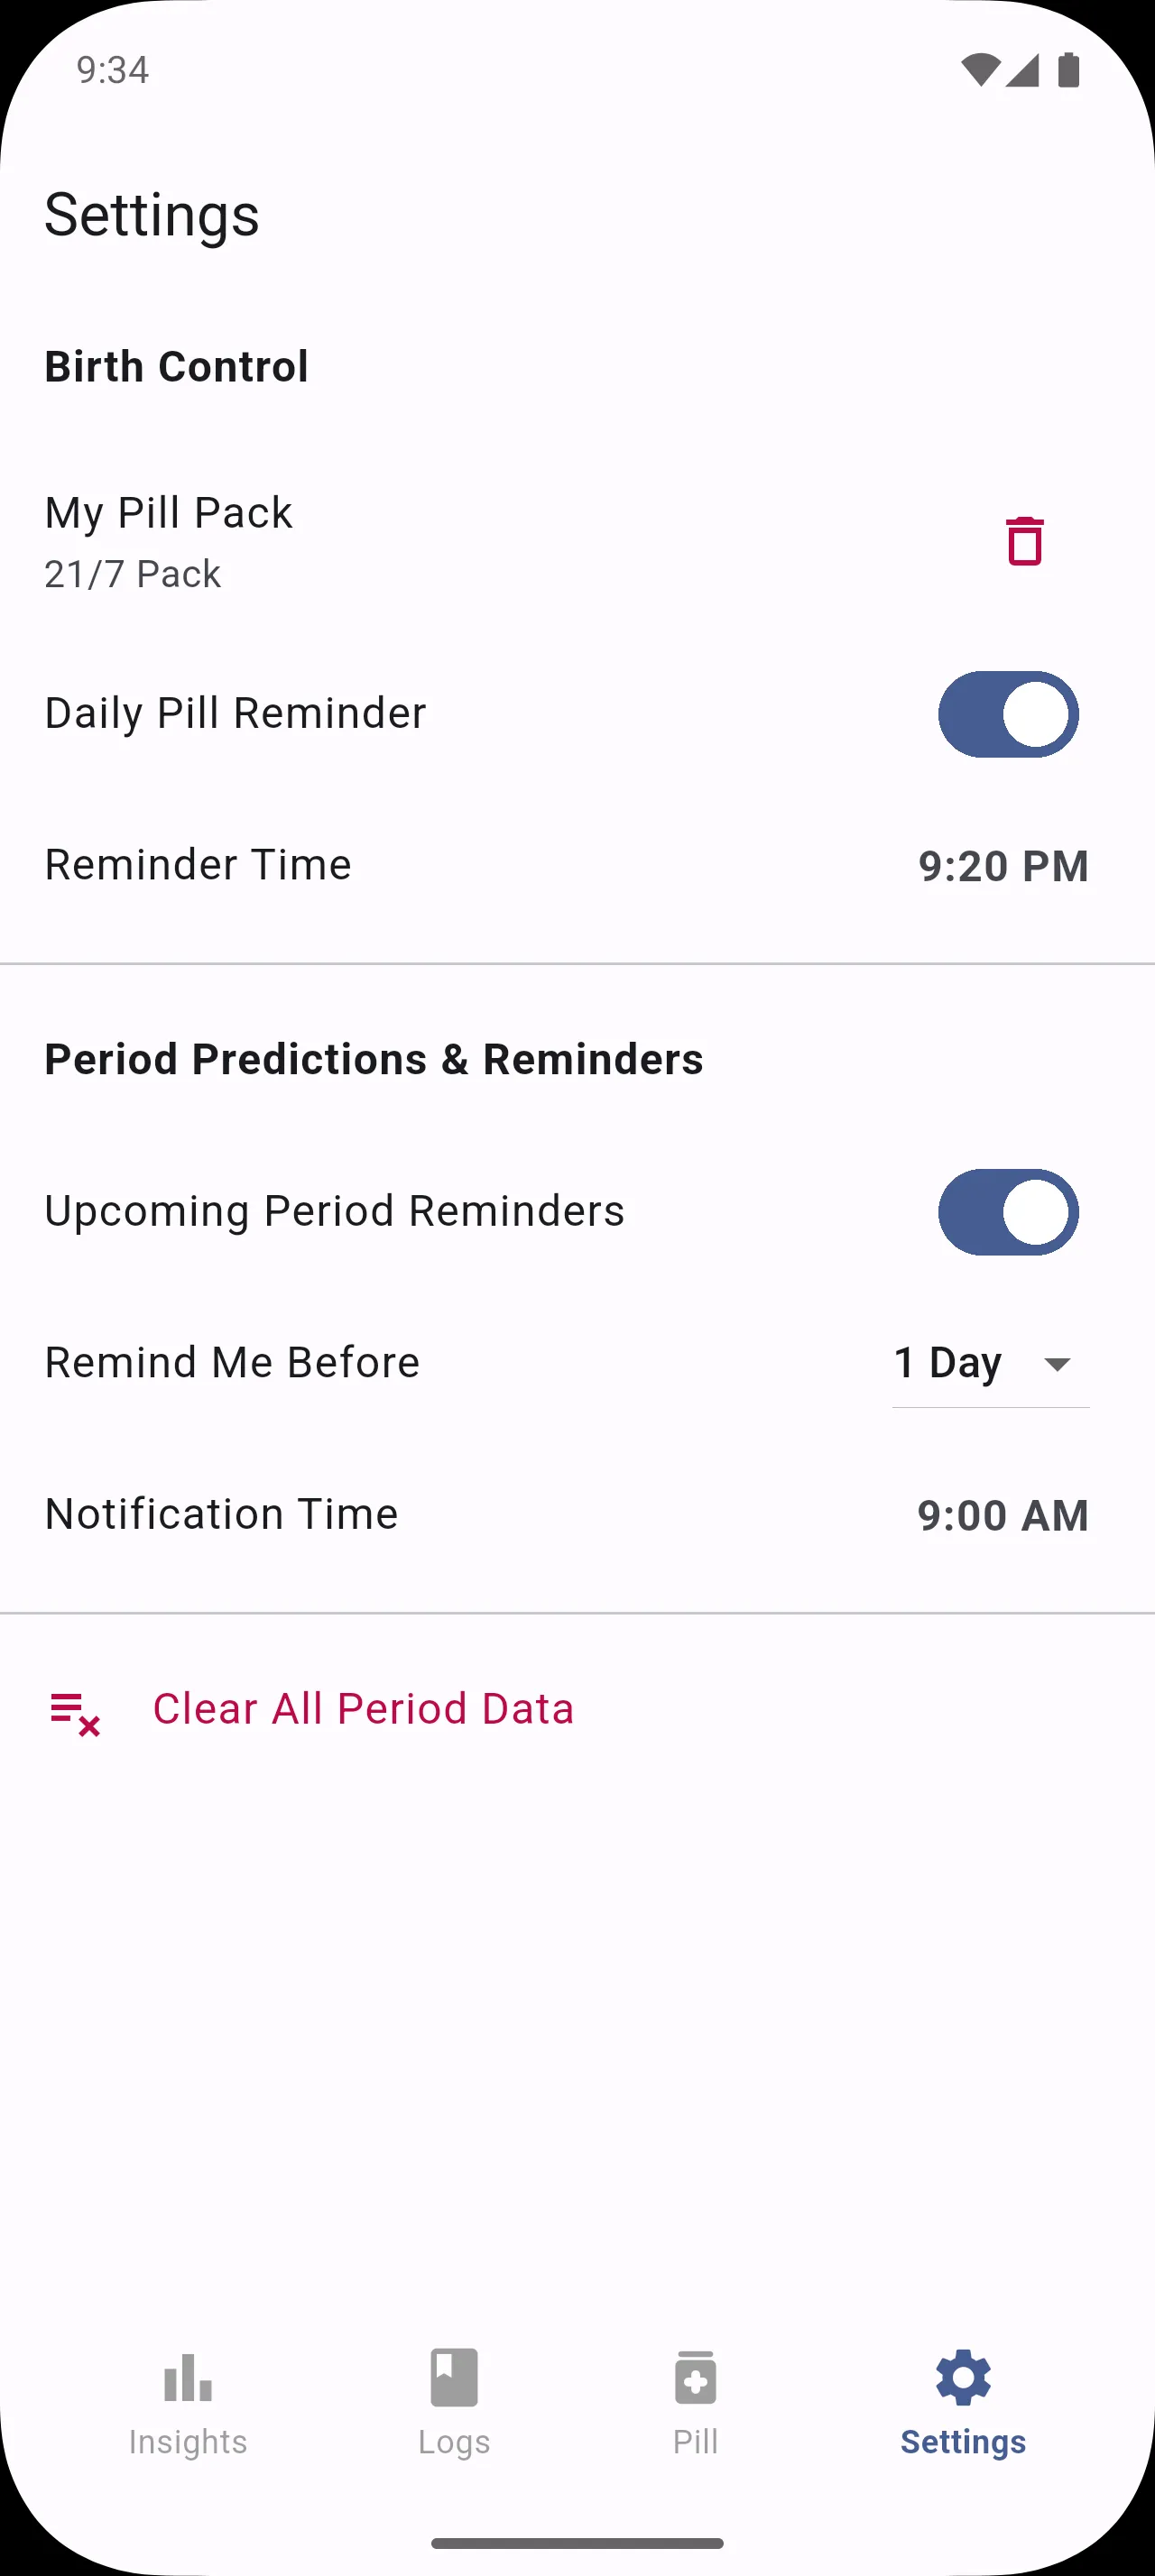 9:34
Settings
Birth Control
My Pill Pack
21/7 Pack
Daily Pill Reminder
Reminder Time
9:20 PM
Period Predictions & Reminders
Upcoming Period Reminders
Remind Me Before
1 Day
Notification Time
9:00 AM
Clear All Period Data
Insights
Logs
Pill
Settings